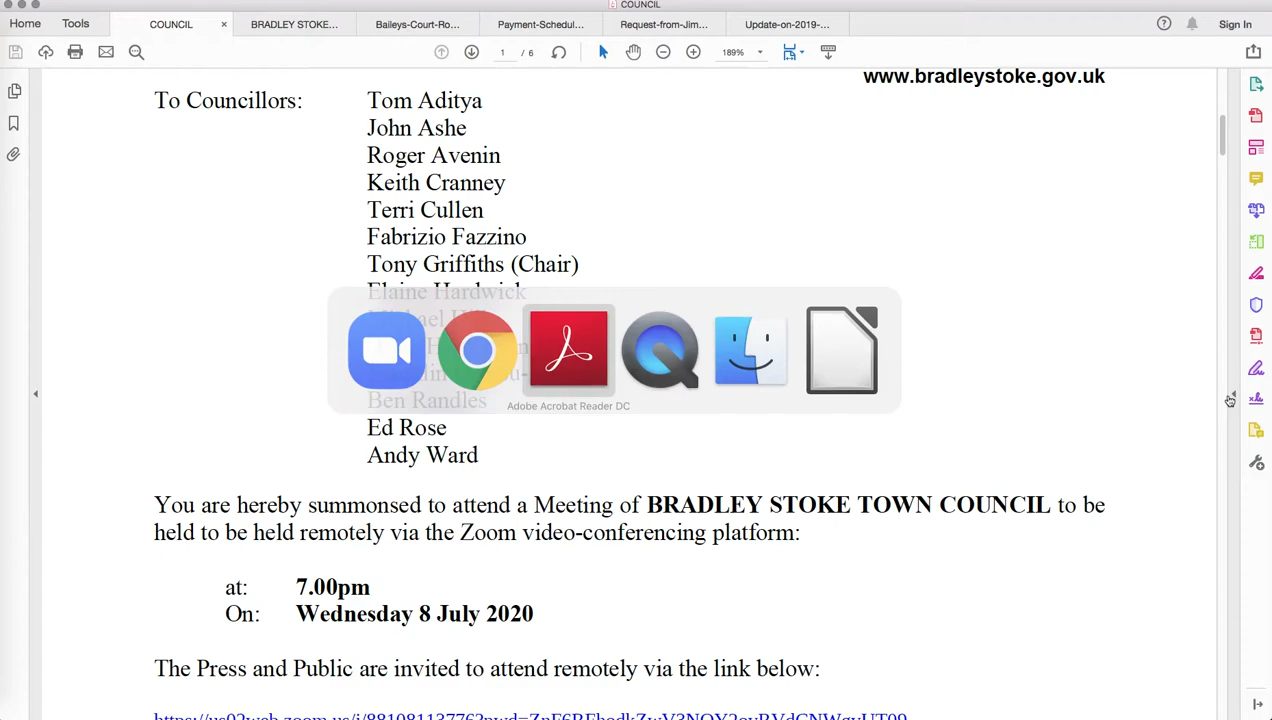 COUNCIL
Home Tools COUNCIL × BRADLEY STOKE... Baileys-Court-Ro... Payment-Schedul... Request-from-Jim... Update-on-2019-... Sign In
1 / 6 189%
www.bradleystoke.gov.uk
To Councillors: Tom Aditya
John Ashe
Roger Avenin
Keith Cranney
Terri Cullen
Fabrizio Fazzino
Tony Griffiths (Chair)
Elaine Hardwick
Ben Randles
Adobe Acrobat Reader DC
Ed Rose
Andy Ward
You are hereby summonsed to attend a Meeting of BRADLEY STOKE TOWN COUNCIL to be
held to be held remotely via the Zoom video-conferencing platform:
at: 7.00pm
On: Wednesday 8 July 2020
The Press and Public are invited to attend remotely via the link below: